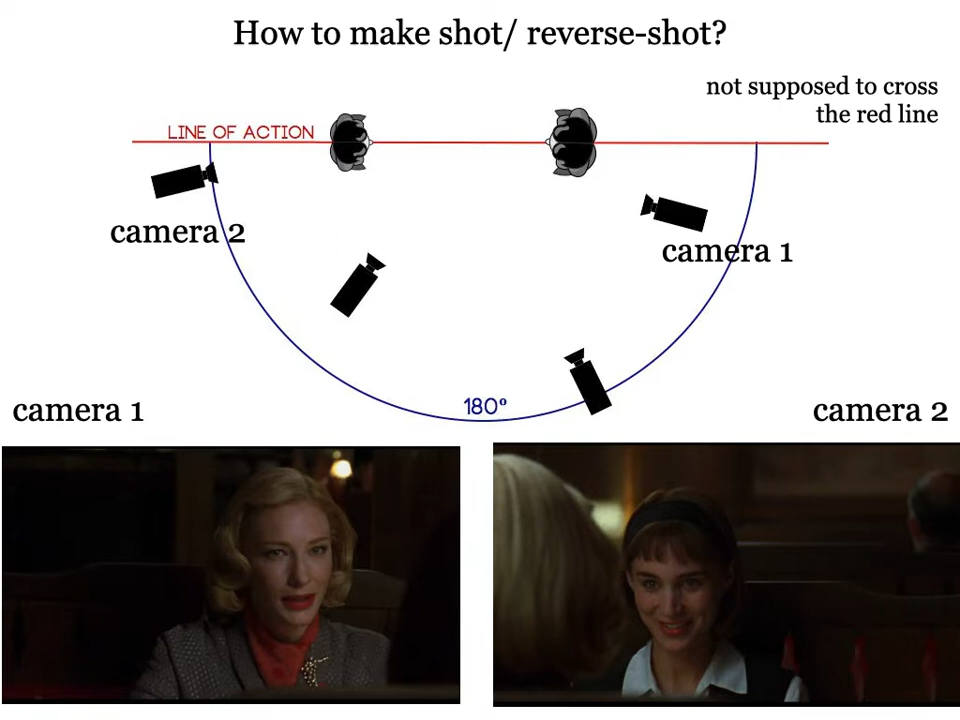 How to make shot/ reverse-shot?
not supposed to cross
the red line
LINE OF ACTION
camera 2
camera 1
180º
camera 1
camera 2